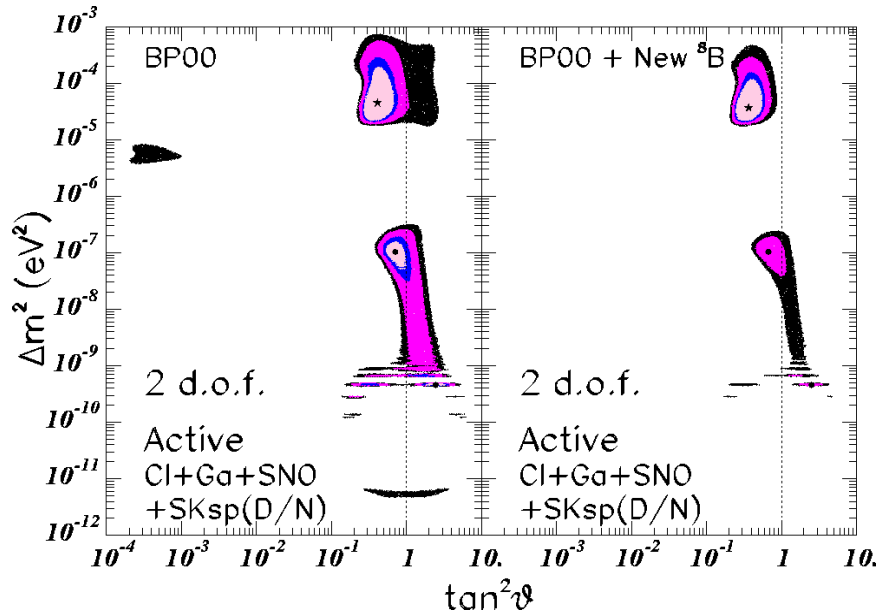 10⁻³
10⁻⁴
10⁻⁵
10⁻⁶
10⁻⁷
10⁻⁸
10⁻⁹
10⁻¹⁰
10⁻¹¹
10⁻¹²
Δm² (eV²)
BP00
2 d.o.f.
Active
Cl+Ga+SNO
+SKsp(D/N)
BP00 + New ⁸B
2 d.o.f.
Active
Cl+Ga+SNO
+SKsp(D/N)
10⁻⁴ 10⁻³ 10⁻² 10⁻¹ 1 10. 10⁻³ 10⁻² 10⁻¹ 1 10.
tan²ϑ